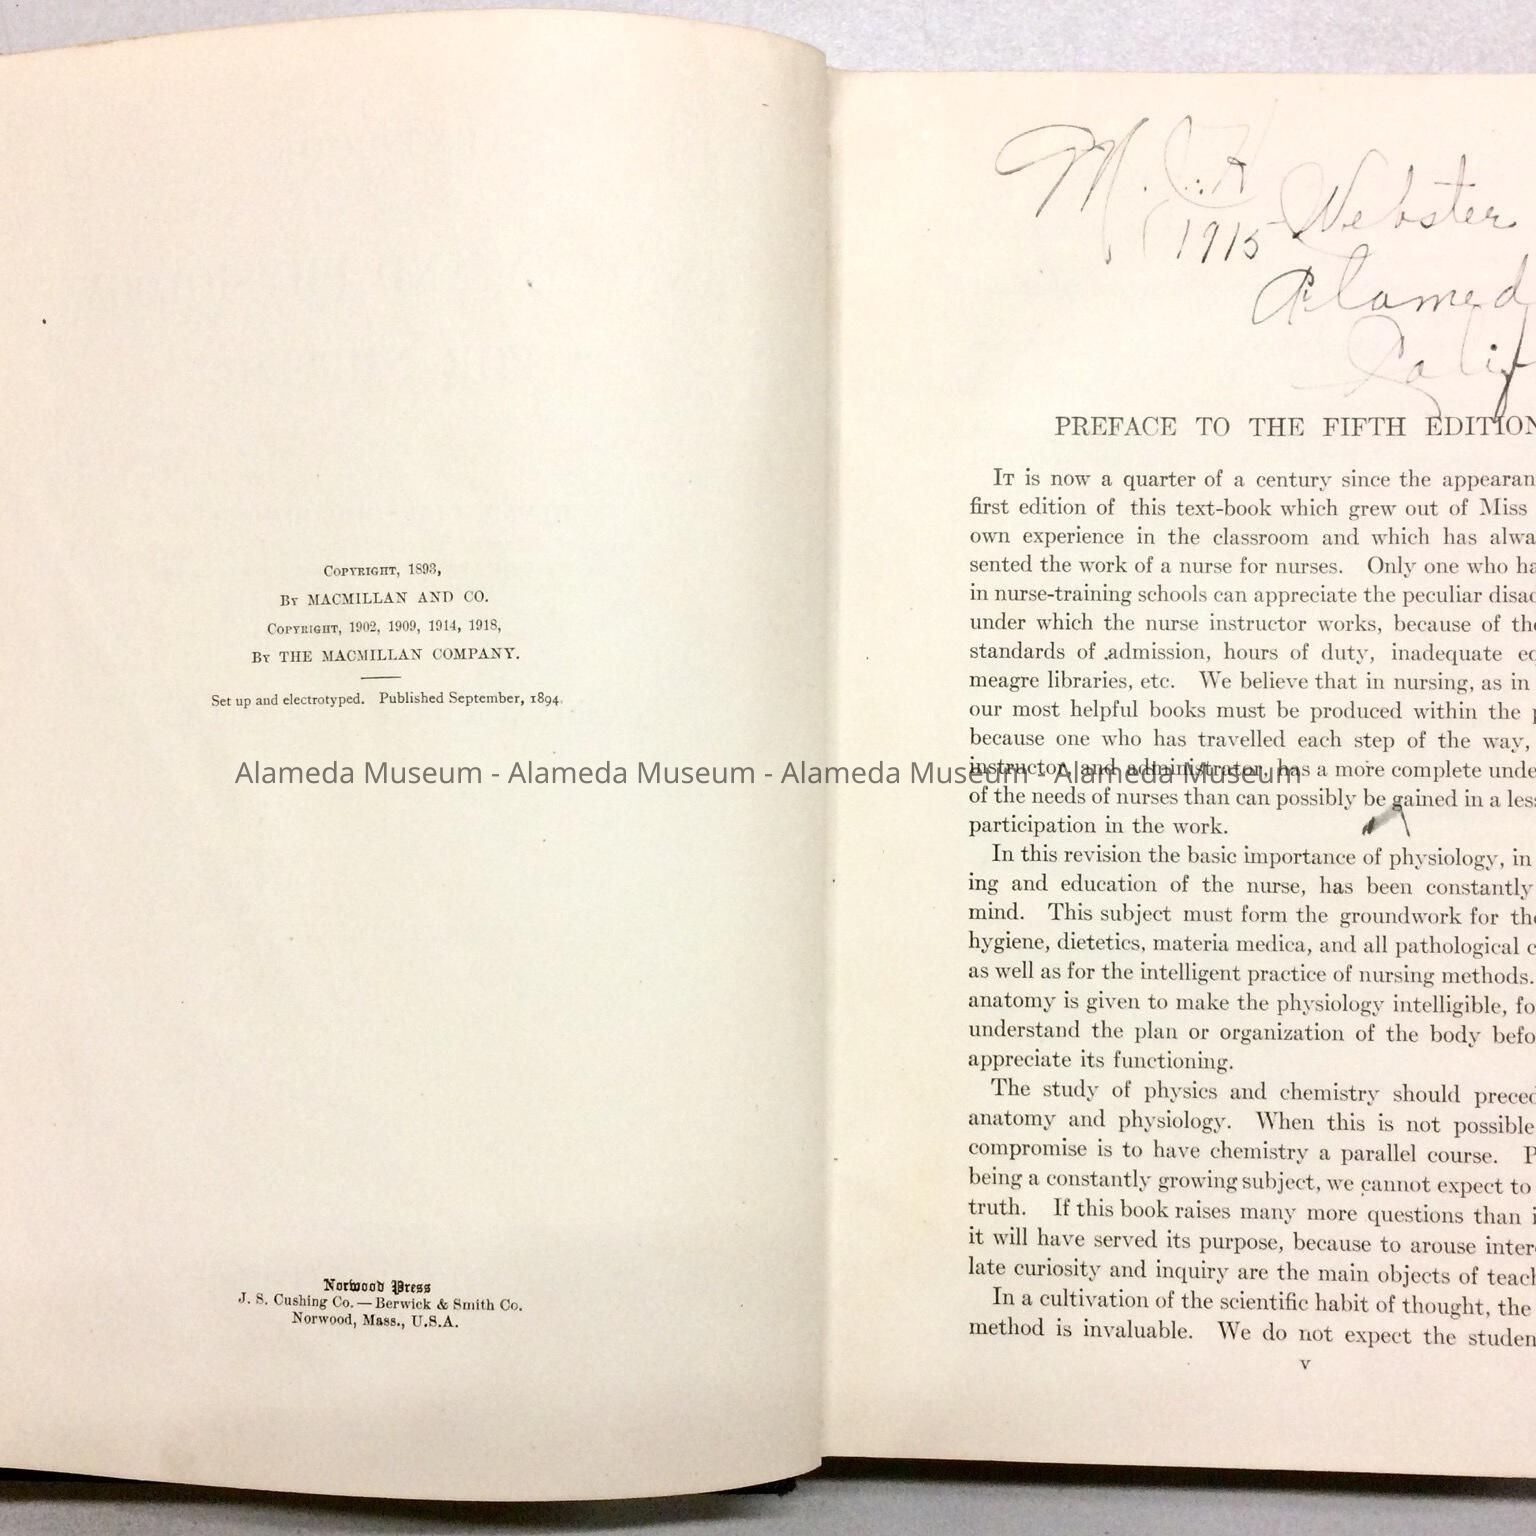 COPYRIGHT, 1893,
BY MACMILLAN AND CO.
COPYRIGHT, 1902, 1909, 1914, 1918,
BY THE MACMILLAN COMPANY.
Set up and electrotyped. Published September, 1894.
Norwood Press
J. S. Cushing Co. — Berwick & Smith Co.
Norwood, Mass., U.S.A.
M.
Webster
1915
Alamed
Calif
PREFACE TO THE FIFTH EDITION
IT is now a quarter of a century since the appearan
first edition of this text-book which grew out of Miss
own experience in the classroom and which has alwa
sented the work of a nurse for nurses. Only one who ha
in nurse-training schools can appreciate the peculiar disad
under which the nurse instructor works, because of the
standards of admission, hours of duty, inadequate eq
meagre libraries, etc. We believe that in nursing, as in
our most helpful books must be produced within the p
because one who has travelled each step of the way,
instructor, and administrator, has a more complete unde
of the needs of nurses than can possibly be gained in a less
participation in the work.
In this revision the basic importance of physiology, in
ing and education of the nurse, has been constantly
mind. This subject must form the groundwork for the
hygiene, dietetics, materia medica, and all pathological c
as well as for the intelligent practice of nursing methods.
anatomy is given to make the physiology intelligible, fo
understand the plan or organization of the body befo
appreciate its functioning.
The study of physics and chemistry should preced
anatomy and physiology. When this is not possible
compromise is to have chemistry a parallel course. P
being a constantly growing subject, we cannot expect to
truth. If this book raises many more questions than i
it will have served its purpose, because to arouse inter
late curiosity and inquiry are the main objects of teach
In a cultivation of the scientific habit of thought, the
method is invaluable. We do not expect the studen
v
Alameda Museum - Alameda Museum - Alameda Museum - Alameda Museum